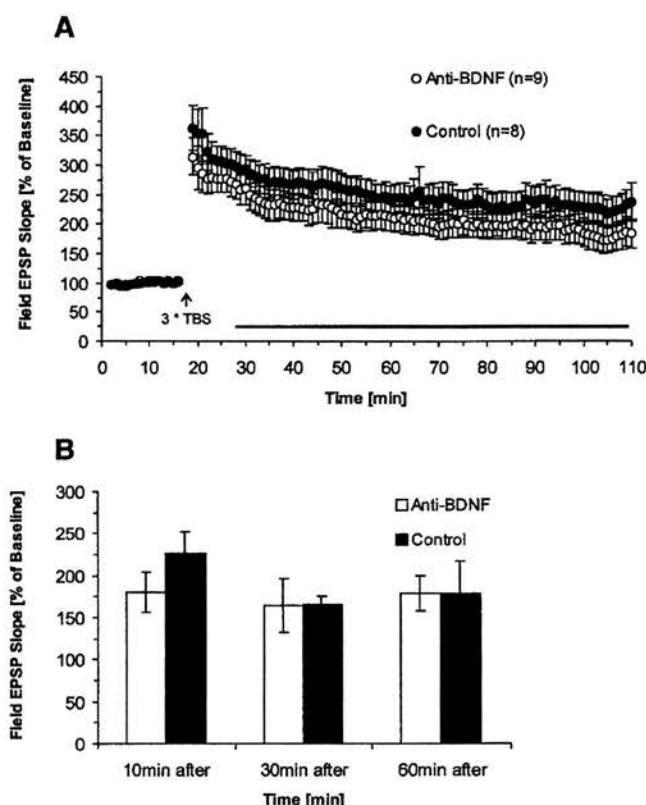 A
Field EPSP Slope [% of Baseline]
450
400
350
300
250
200
150
100
50
0
Anti-BDNF (n=9)
Control (n=8)
3 * TBS
0 10 20 30 40 50 60 70 80 90 100 110
Time [min]
B
Field EPSP Slope [% of Baseline]
300
250
200
150
100
50
0
Anti-BDNF
Control
10min after 30min after 60min after
Time [min]